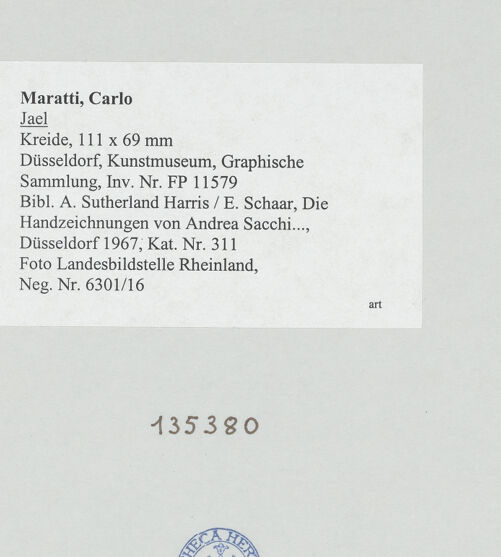 Maratti, Carlo
Jael
Kreide, 111 x 69 mm
Düsseldorf, Kunstmuseum, Graphische
Sammlung, Inv. Nr. FP 11579
Bibl. A. Sutherland Harris / E. Schaar, Die
Handzeichnungen von Andrea Sacchi...,
Düsseldorf 1967, Kat. Nr. 311
Foto Landesbildstelle Rheinland,
Neg. Nr. 6301/16
art
135380
THECA HER